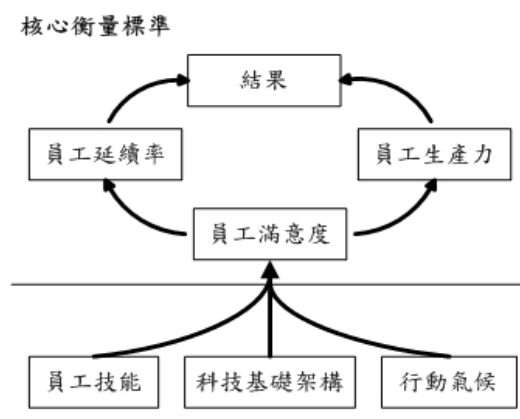 核心衡量標準
結果
員工延續率
員工生產力
員工滿意度
員工技能
科技基礎架構
行動氣候